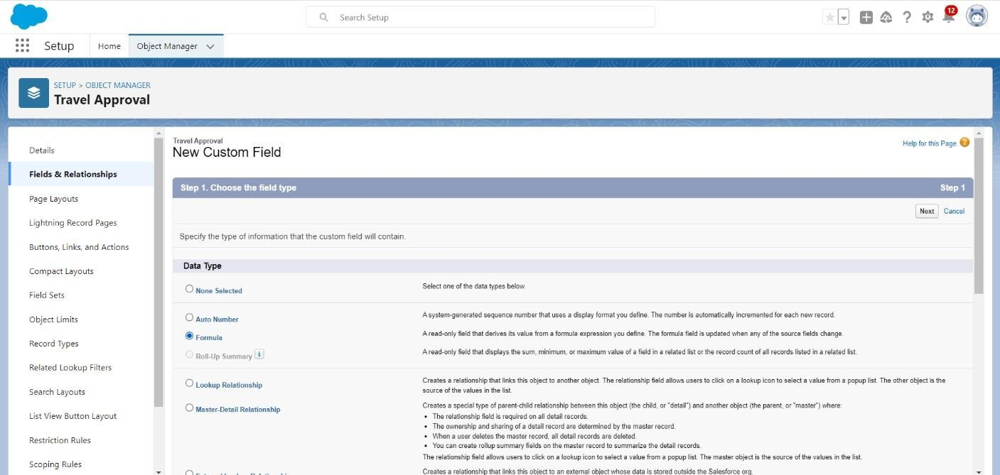 Search Setup
12
Setup
Home
Object Manager
SETUP > OBJECT MANAGER
Travel Approval
Details
Fields & Relationships
Page Layouts
Lightning Record Pages
Buttons, Links, and Actions
Compact Layouts
Field Sets
Object Limits
Record Types
Related Lookup Filters
Search Layouts
List View Button Layout
Restriction Rules
Scoping Rules
Travel Approval
New Custom Field
Help for this Page ?
Step 1. Choose the field type
Step 1
Next
Cancel
Specify the type of information that the custom field will contain.
Data Type
None Selected
Select one of the data types below.
Auto Number
A system-generated sequence number that uses a display format you define. The number is automatically incremented for each new record.
Formula
A read-only field that derives its value from a formula expression you define. The formula field is updated when any of the source fields change.
Roll-Up Summary i
A read-only field that displays the sum, minimum, or maximum value of a field in a related list or the record count of all records listed in a related list.
Lookup Relationship
Creates a relationship that links this object to another object. The relationship field allows users to click on a lookup icon to select a value from a popup list. The other object is the
source of the values in the list.
Master-Detail Relationship
Creates a special type of parent-child relationship between this object (the child, or "detail") and another object (the parent, or "master") where:
• The relationship field is required on all detail records.
• The ownership and sharing of a detail record are determined by the master record.
• When a user deletes the master record, all detail records are deleted.
• You can create rollup summary fields on the master record to summarize the detail records.
The relationship field allows users to click on a lookup icon to select a value from a popup list. The master object is the source of the values in the list.
Creates a relationship that links this object to an external object whose data is stored outside the Salesforce org.